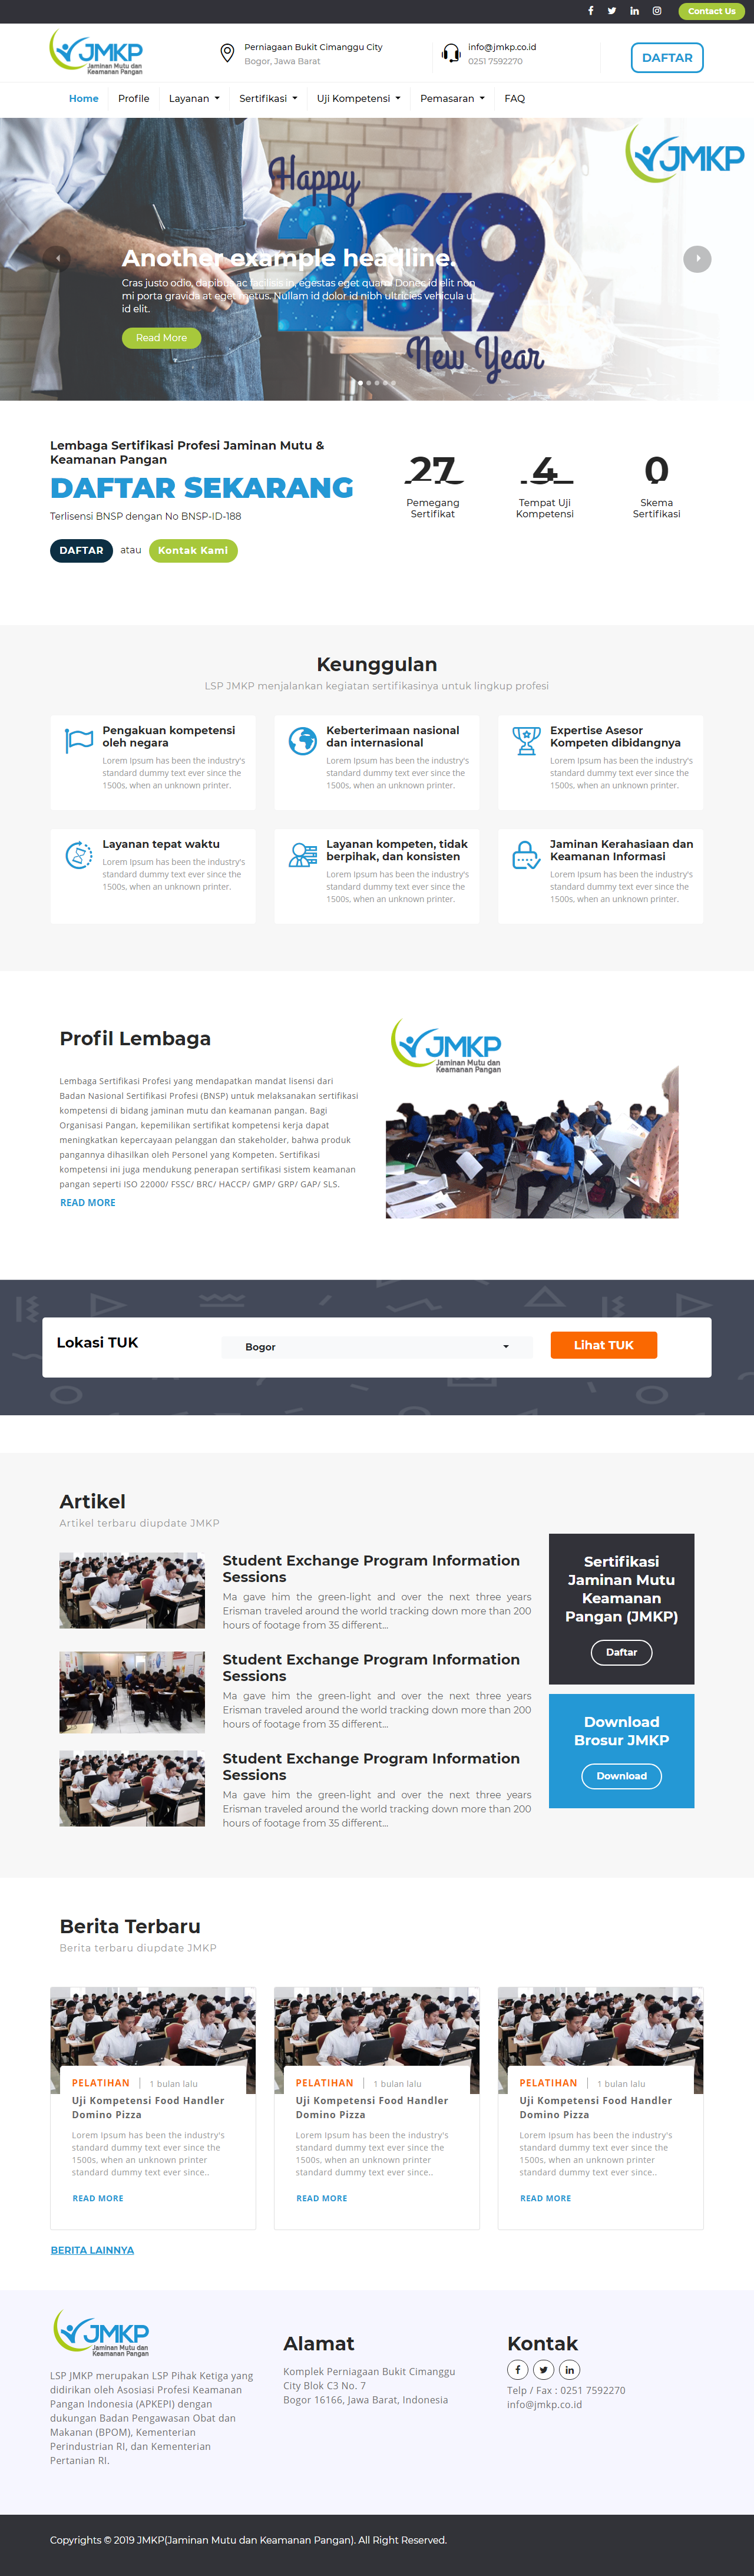 Contact Us
JMKP
Jaminan Mutu dan
Keamanan Pangan
Perniagaan Bukit Cimanggu City
Bogor, Jawa Barat
info@jmkp.co.id
0251 7592270
DAFTAR
Home
Profile
Layanan
Sertifikasi
Uji Kompetensi
Pemasaran
FAQ
JMKP
Happy
2019
New Year
Another example headline.
Cras justo odio, dapibus ac facilisis in, egestas eget quam. Donec id elit non
mi porta gravida at eget metus. Nullam id dolor id nibh ultricies vehicula ut
id elit.
Read More
Lembaga Sertifikasi Profesi Jaminan Mutu &
Keamanan Pangan
DAFTAR SEKARANG
Terlisensi BNSP dengan No BNSP-ID-188
DAFTAR
atau
Kontak Kami
27
Pemegang
Sertifikat
4
Tempat Uji
Kompetensi
0
Skema
Sertifikasi
Keunggulan
LSP JMKP menjalankan kegiatan sertifikasinya untuk lingkup profesi
Pengakuan kompetensi
oleh negara
Lorem Ipsum has been the industry's
standard dummy text ever since the
1500s, when an unknown printer.
Keberterimaan nasional
dan internasional
Lorem Ipsum has been the industry's
standard dummy text ever since the
1500s, when an unknown printer.
Expertise Asesor
Kompeten dibidangnya
Lorem Ipsum has been the industry's
standard dummy text ever since the
1500s, when an unknown printer.
Layanan tepat waktu
Lorem Ipsum has been the industry's
standard dummy text ever since the
1500s, when an unknown printer.
Layanan kompeten, tidak
berpihak, dan konsisten
Lorem Ipsum has been the industry's
standard dummy text ever since the
1500s, when an unknown printer.
Jaminan Kerahasiaan dan
Keamanan Informasi
Lorem Ipsum has been the industry's
standard dummy text ever since the
1500s, when an unknown printer.
Profil Lembaga
Lembaga Sertifikasi Profesi yang mendapatkan mandat lisensi dari
Badan Nasional Sertifikasi Profesi (BNSP) untuk melaksanakan sertifikasi
kompetensi di bidang jaminan mutu dan keamanan pangan. Bagi
Organisasi Pangan, kepemilikan sertifikat kompetensi kerja dapat
meningkatkan kepercayaan pelanggan dan stakeholder, bahwa produk
pangannya dihasilkan oleh Personel yang Kompeten. Sertifikasi
kompetensi ini juga mendukung penerapan sertifikasi sistem keamanan
pangan seperti ISO 22000/ FSSC/ BRC/ HACCP/ GMP/ GRP/ GAP/ SLS.
READ MORE
JMKP
Jaminan Mutu dan
Keamanan Pangan
Lokasi TUK
Bogor
Lihat TUK
Artikel
Artikel terbaru diupdate JMKP
Student Exchange Program Information
Sessions
Ma gave him the green-light and over the next three years
Erisman traveled around the world tracking down more than 200
hours of footage from 35 different...
Student Exchange Program Information
Sessions
Ma gave him the green-light and over the next three years
Erisman traveled around the world tracking down more than 200
hours of footage from 35 different...
Student Exchange Program Information
Sessions
Ma gave him the green-light and over the next three years
Erisman traveled around the world tracking down more than 200
hours of footage from 35 different...
Sertifikasi
Jaminan Mutu
Keamanan
Pangan (JMKP)
Daftar
Download
Brosur JMKP
Download
Berita Terbaru
Berita terbaru diupdate JMKP
PELATIHAN
1 bulan lalu
Uji Kompetensi Food Handler
Domino Pizza
Lorem Ipsum has been the industry's
standard dummy text ever since the
1500s, when an unknown printer
standard dummy text ever since..
READ MORE
PELATIHAN
1 bulan lalu
Uji Kompetensi Food Handler
Domino Pizza
Lorem Ipsum has been the industry's
standard dummy text ever since the
1500s, when an unknown printer
standard dummy text ever since..
READ MORE
PELATIHAN
1 bulan lalu
Uji Kompetensi Food Handler
Domino Pizza
Lorem Ipsum has been the industry's
standard dummy text ever since the
1500s, when an unknown printer
standard dummy text ever since..
READ MORE
BERITA LAINNYA
JMKP
Jaminan Mutu dan
Keamanan Pangan
LSP JMKP merupakan LSP Pihak Ketiga yang
didirikan oleh Asosiasi Profesi Keamanan
Pangan Indonesia (APKEPI) dengan
dukungan Badan Pengawasan Obat dan
Makanan (BPOM), Kementerian
Perindustrian RI, dan Kementerian
Pertanian RI.
Alamat
Komplek Perniagaan Bukit Cimanggu
City Blok C3 No. 7
Bogor 16166, Jawa Barat, Indonesia
Kontak
Telp / Fax : 0251 7592270
info@jmkp.co.id
Copyrights © 2019 JMKP(Jaminan Mutu dan Keamanan Pangan). All Right Reserved.